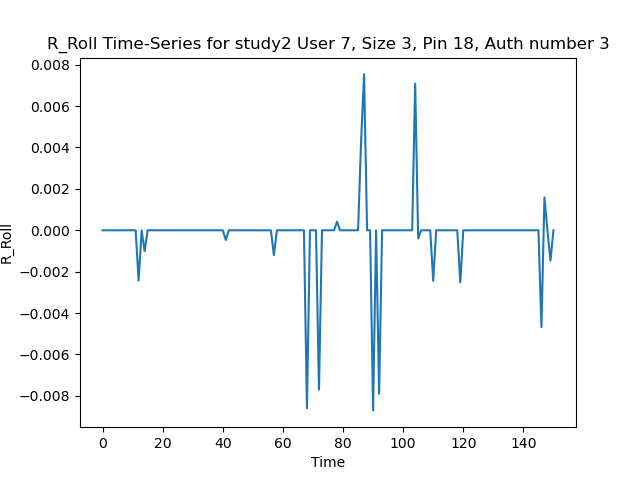 R_Roll Time-Series for study2 User 7, Size 3, Pin 18, Auth number 3
0.008
0.006
0.004
0.002
0.000
−0.002
−0.004
−0.006
−0.008
R_Roll
0 20 40 60 80 100 120 140
Time